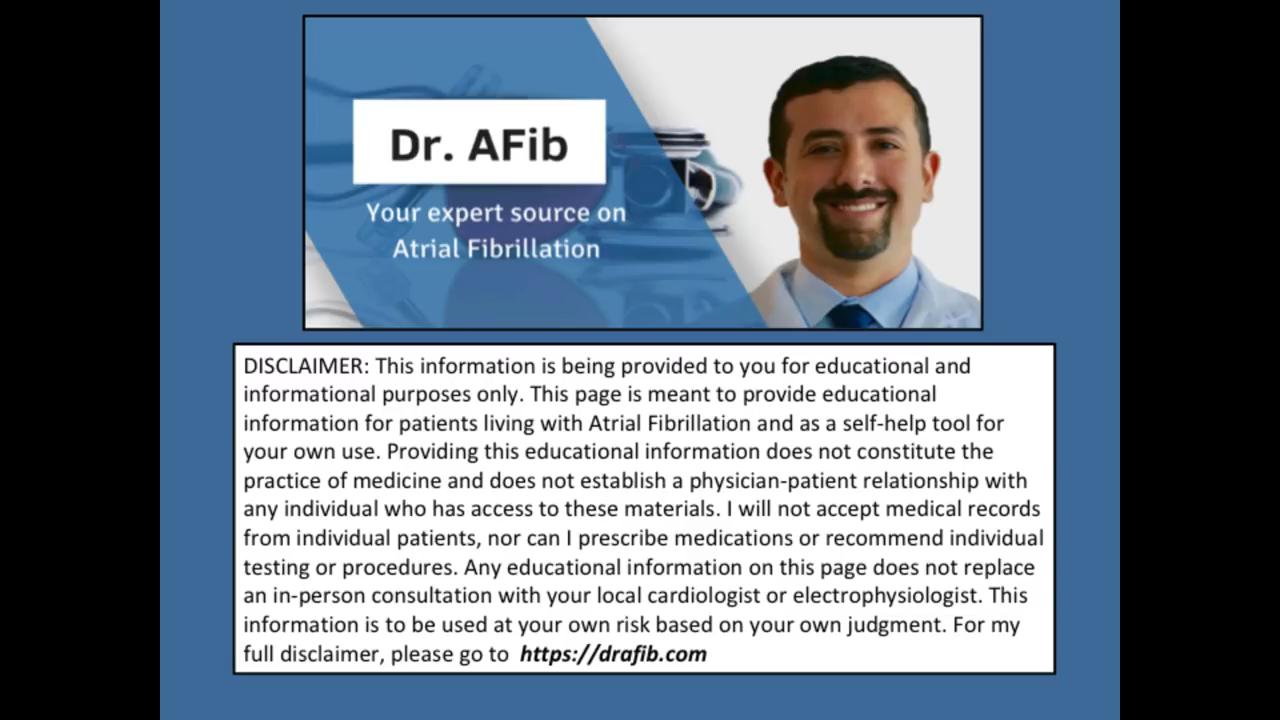 Dr. AFib
Your expert source on
Atrial Fibrillation
DISCLAIMER: This information is being provided to you for educational and
informational purposes only. This page is meant to provide educational
information for patients living with Atrial Fibrillation and as a self-help tool for
your own use. Providing this educational information does not constitute the
practice of medicine and does not establish a physician-patient relationship with
any individual who has access to these materials. I will not accept medical records
from individual patients, nor can I prescribe medications or recommend individual
testing or procedures. Any educational information on this page does not replace
an in-person consultation with your local cardiologist or electrophysiologist. This
information is to be used at your own risk based on your own judgment. For my
full disclaimer, please go to https://drafib.com